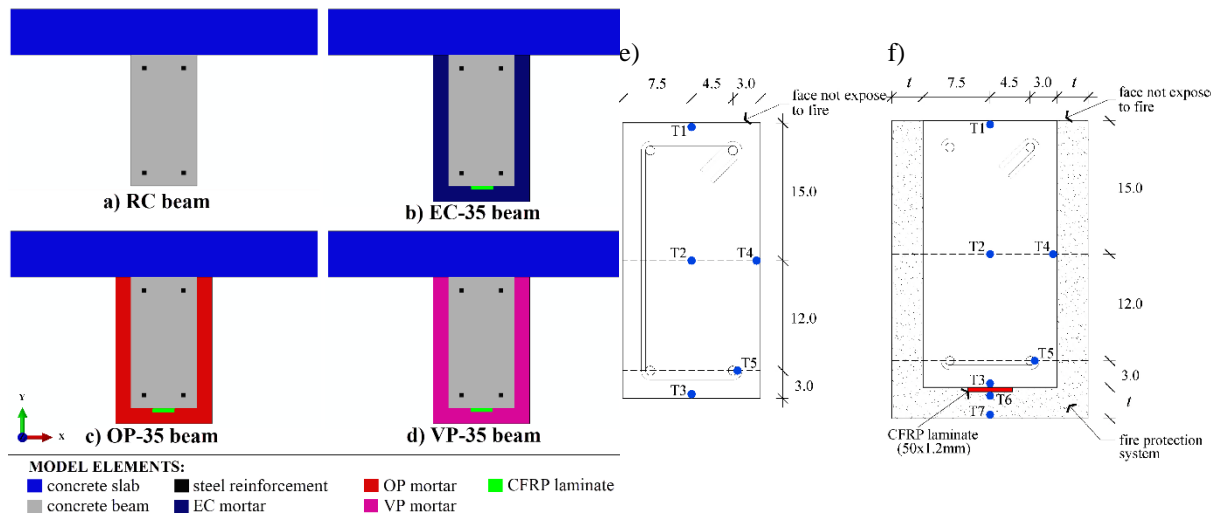 a) RC beam
b) EC-35 beam
c) OP-35 beam
d) VP-35 beam
Y
X
MODEL ELEMENTS:
concrete slab
steel reinforcement
OP mortar
CFRP laminate
concrete beam
EC mortar
VP mortar
e)
7.5
4.5
3.0
face not expose
to fire
T1
15.0
T2
T4
12.0
T5
T3
3.0
f)
t
7.5
4.5
3.0
t
face not expose
to fire
T1
15.0
T2
T4
12.0
T5
T3
3.0
T6
t
T7
CFRP laminate
(50x1.2mm)
fire protection
system